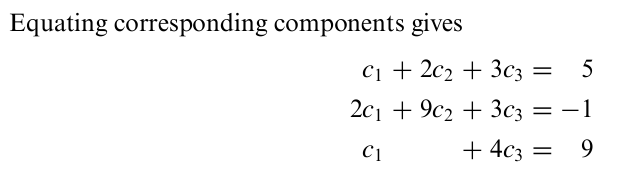 Equating corresponding components gives
c₁ + 2c₂ + 3c₃ = 5
2c₁ + 9c₂ + 3c₃ = −1
c₁ + 4c₃ = 9